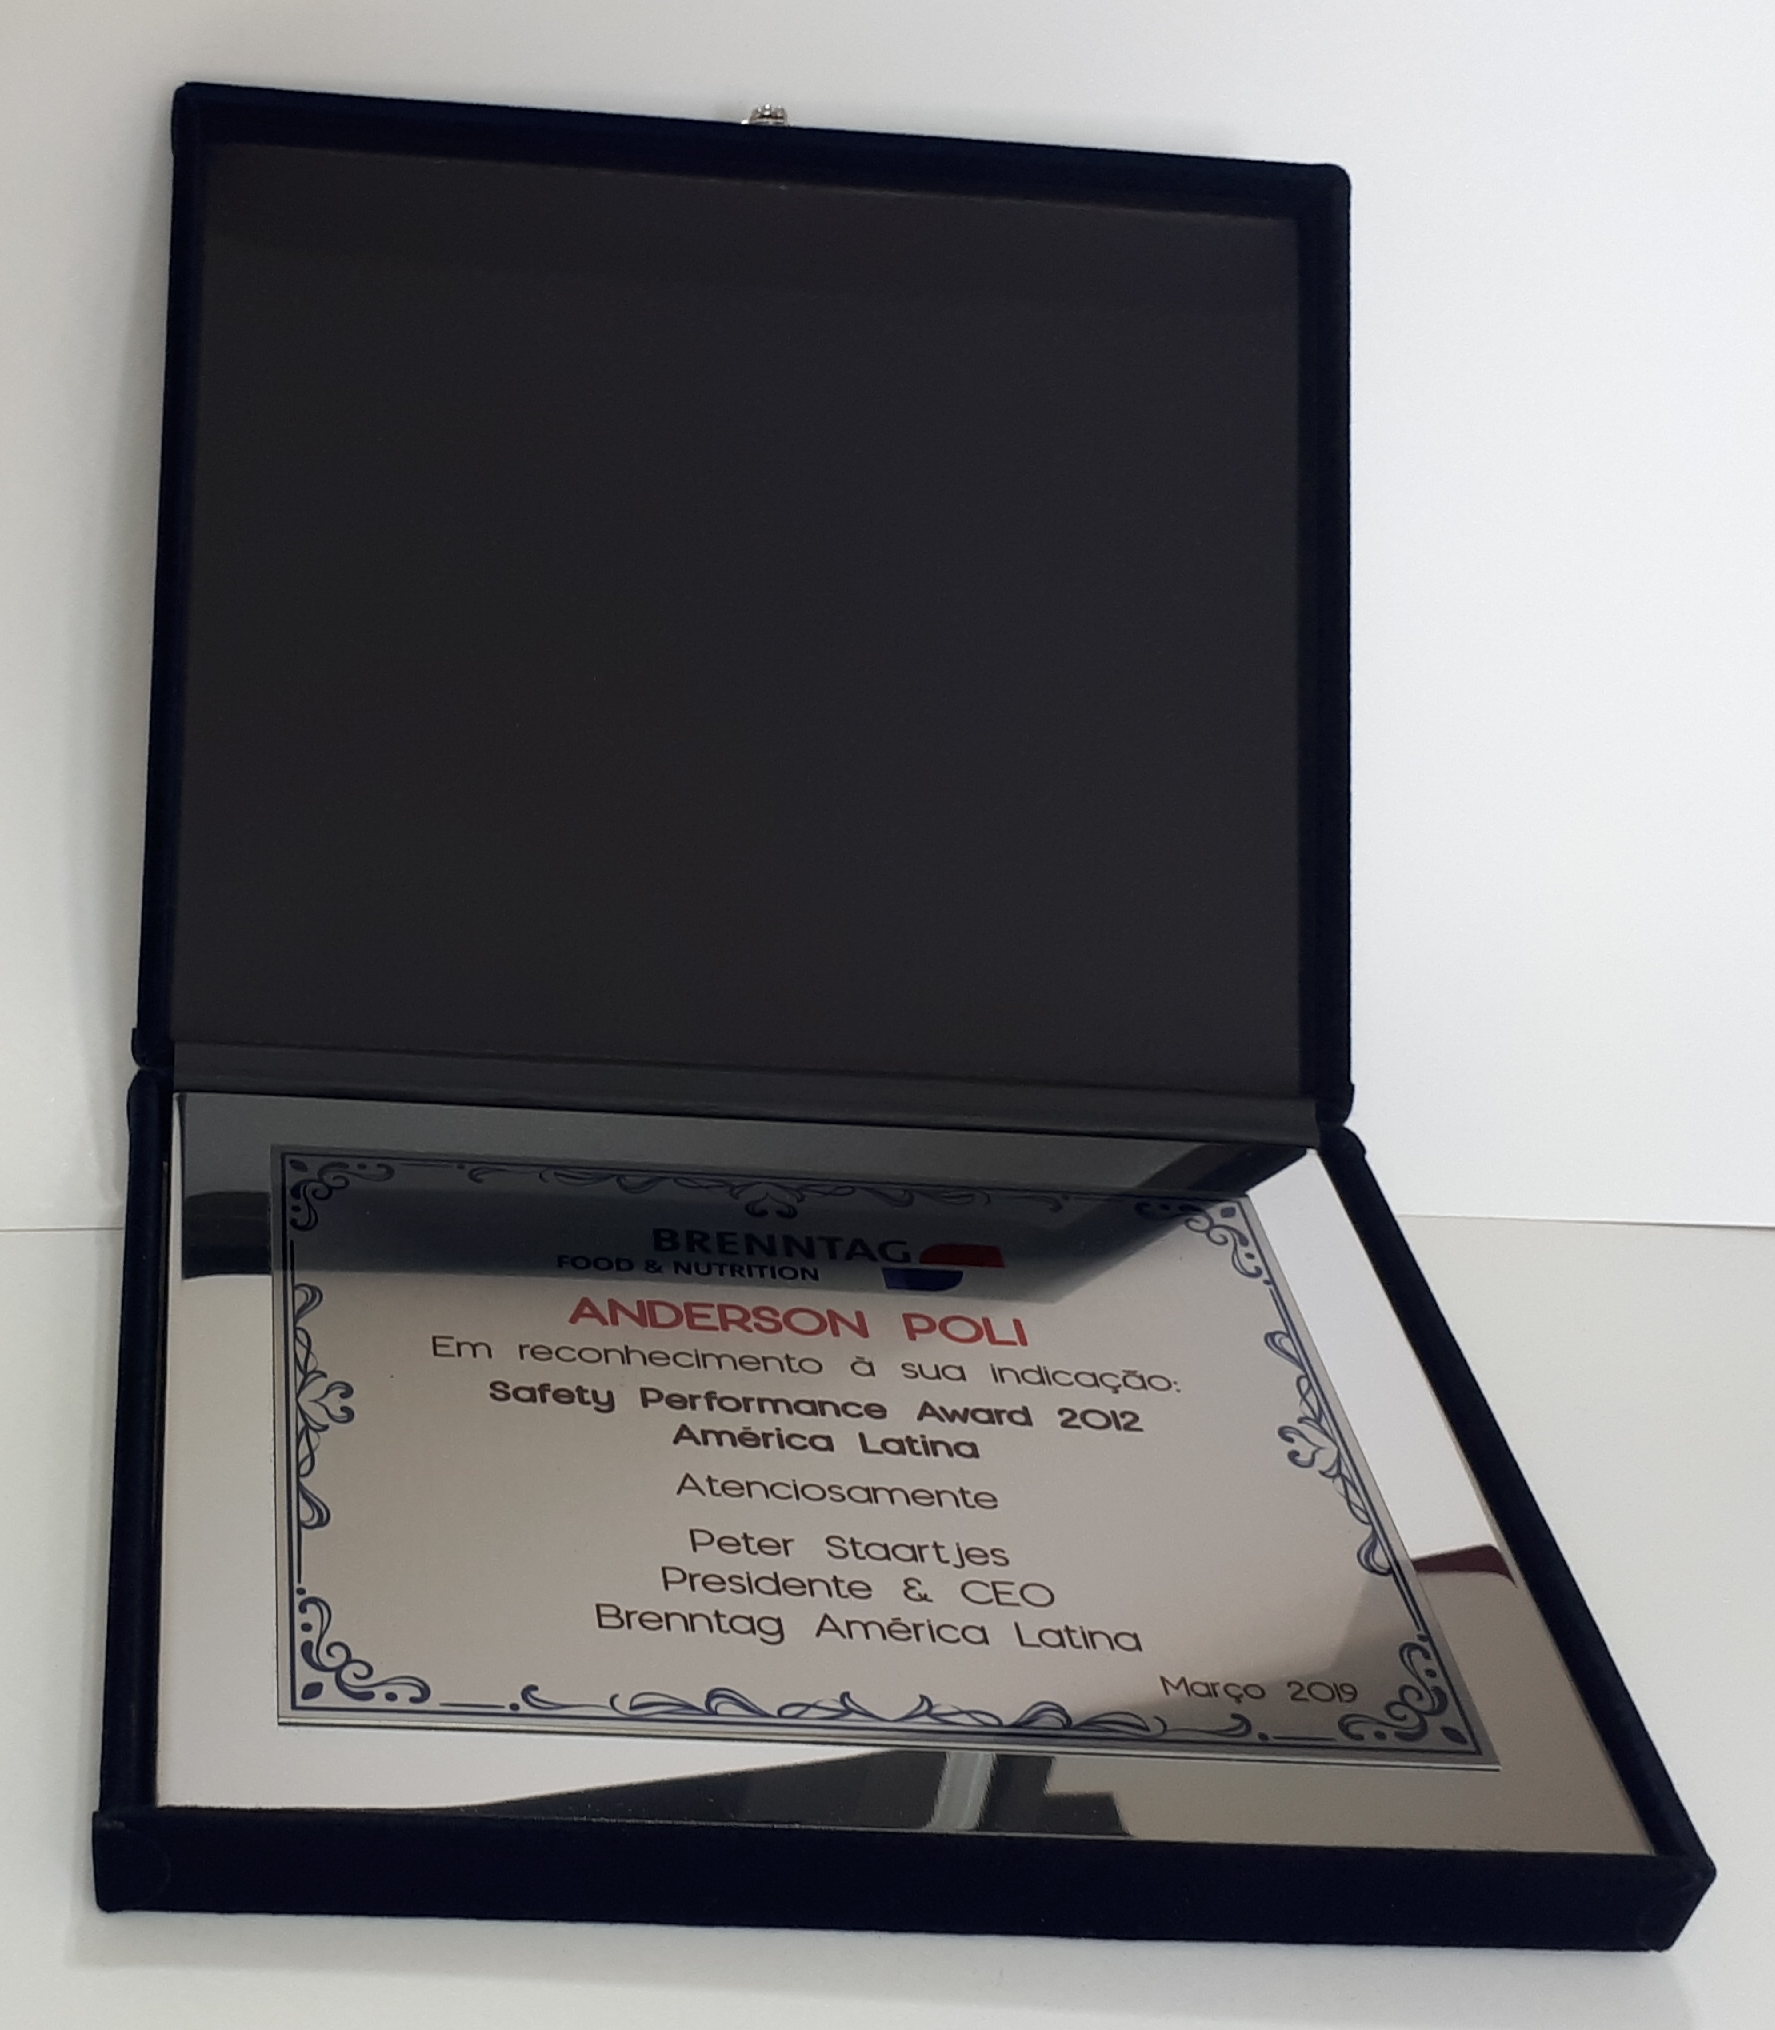 BRENNTAG
FOOD & NUTRITION
ANDERSON POLI
Em reconhecimento à sua indicação:
Safety Performance Award 2012
América Latina
Atenciosamente
Peter Staartjes
Presidente & CEO
Brenntag América Latina
Março 2019